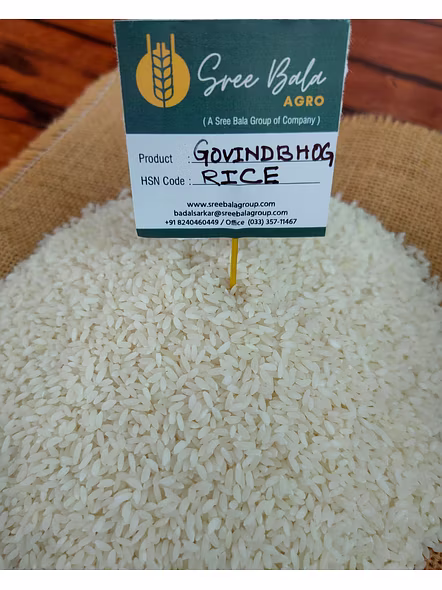 Sree Bala
AGRO
( A Sree Bala Group of Company )
Product : GOVINDBHOG
HSN Code : RICE
www.sreebalagroup.com
badalsarkar@sreebalagroup.com
+91 8240460449 / Office (033) 357-11467